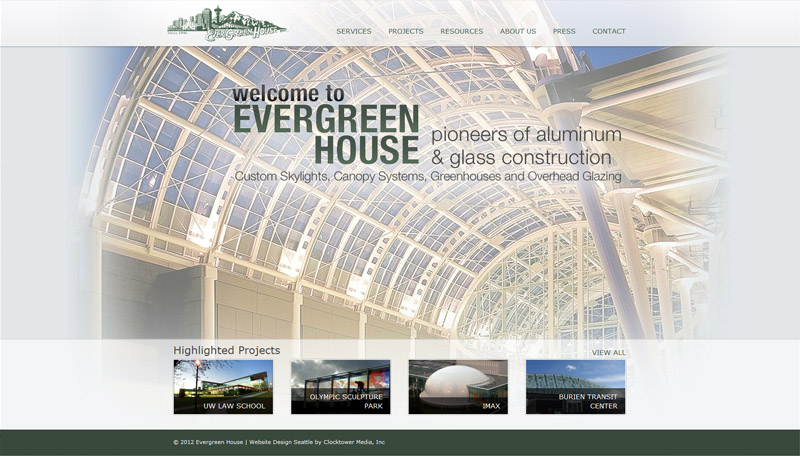 EVERGREEN HOUSE
SERVICES PROJECTS RESOURCES ABOUT US PRESS CONTACT
welcome to
EVERGREEN
HOUSE
pioneers of aluminum
& glass construction
Custom Skylights, Canopy Systems, Greenhouses and Overhead Glazing
Highlighted Projects
VIEW ALL
UW LAW SCHOOL
OLYMPIC SCULPTURE
PARK
IMAX
BURIEN TRANSIT
CENTER
© 2012 Evergreen House | Website Design Seattle by Clocktower Media, Inc